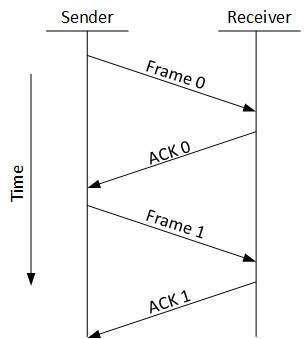 Sender
Receiver
Frame 0
ACK 0
Time
Frame 1
ACK 1